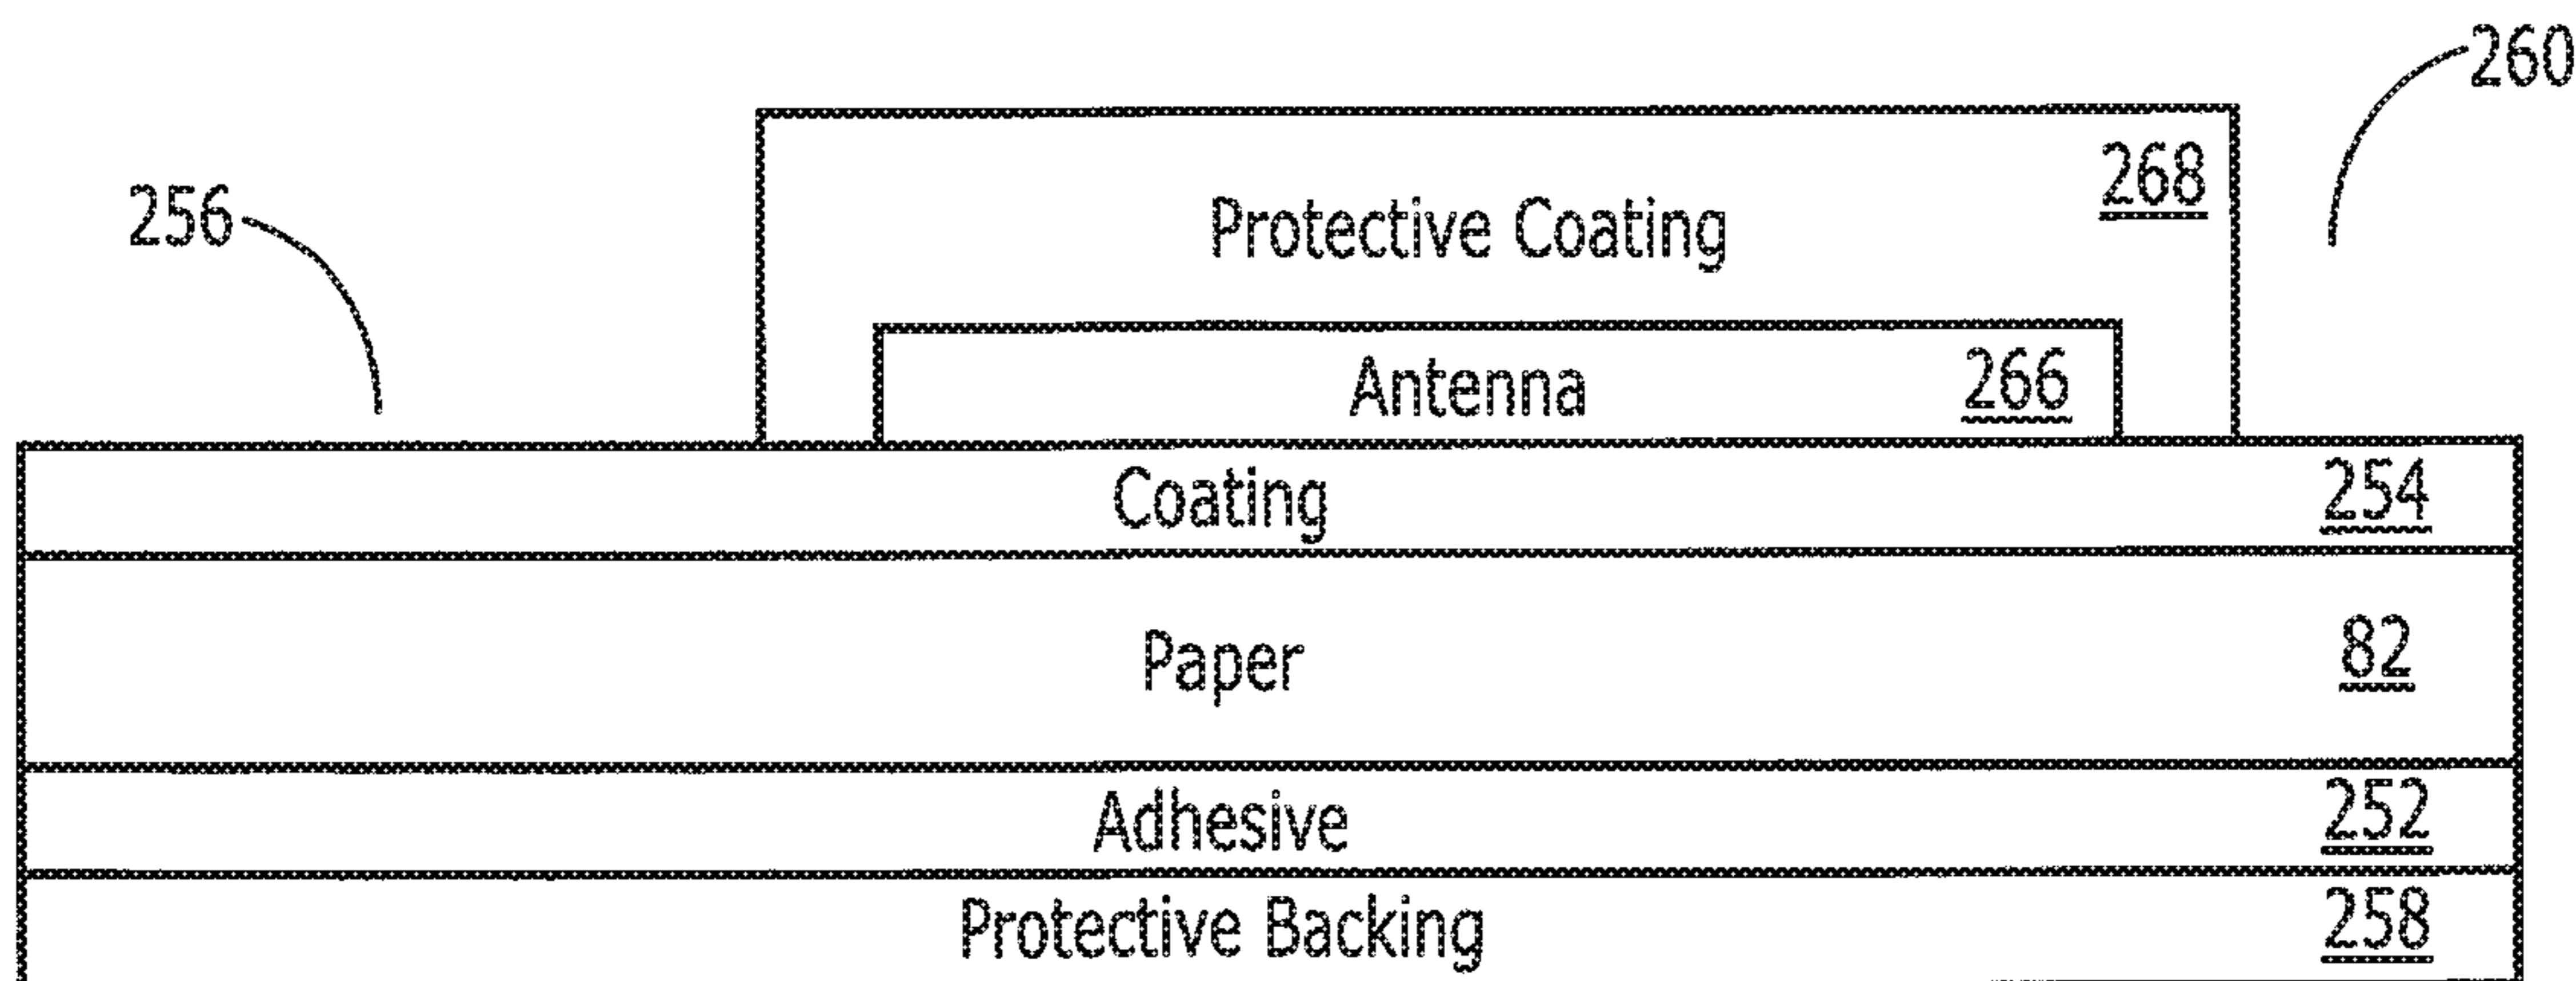 260
256
Protective Coating 268
Antenna 266
Coating 254
Paper 82
Adhesive 252
Protective Backing 258